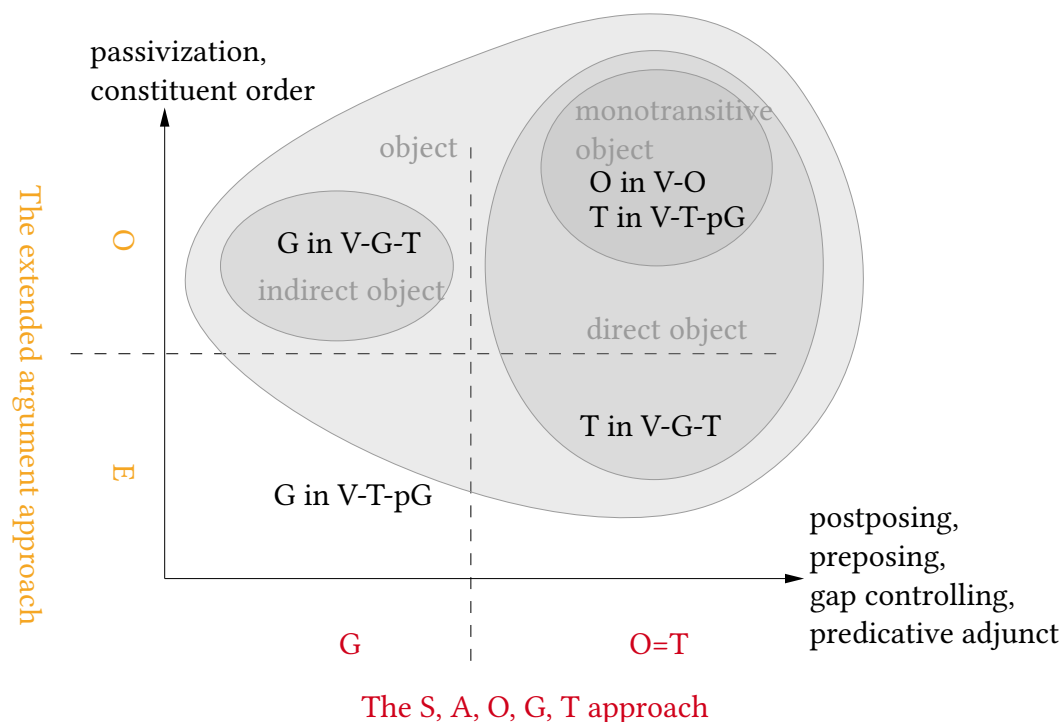 passivization,
constituent order
monotransitive
object
object
O in V-O
T in V-T-pG
G in V-G-T
indirect object
direct object
T in V-G-T
G in V-T-pG
The extended argument approach
O
E
postposing,
preposing,
gap controlling,
predicative adjunct
G
O=T
The S, A, O, G, T approach